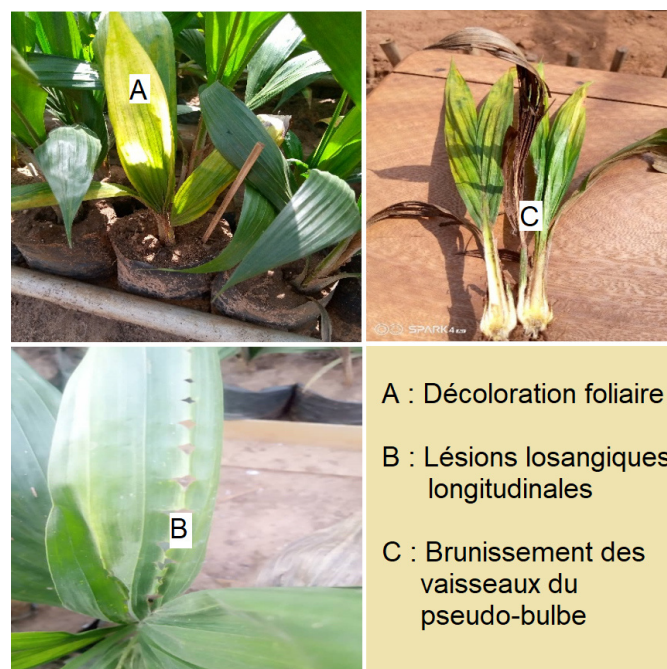 A
C
SPARK 4
B
A : Décoloration foliaire
B : Lésions losangiques
longitudinales
C : Brunissement des
vaisseaux du
pseudo-bulbe